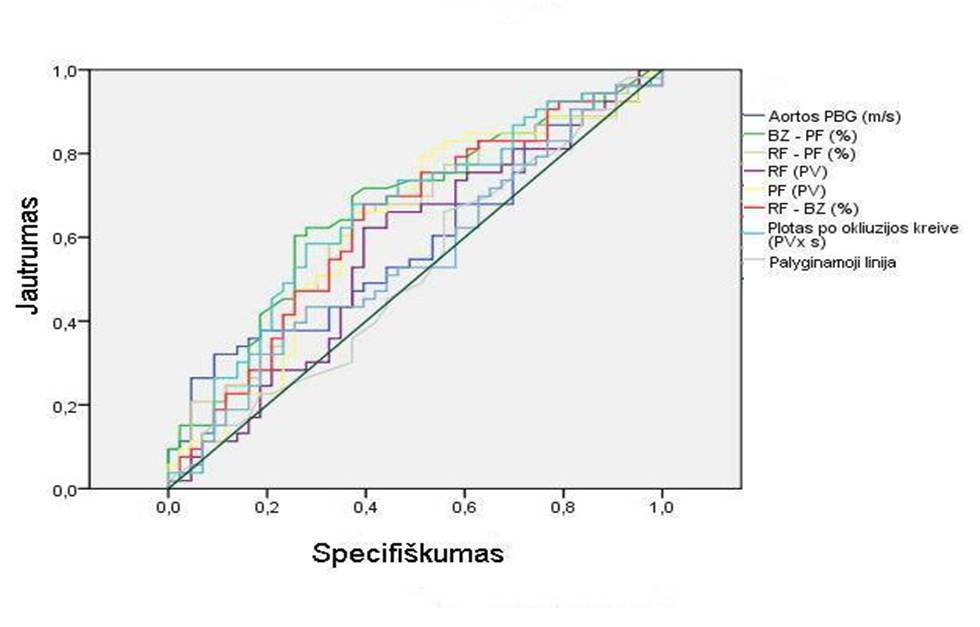 1,0
0,8
0,6
0,4
0,2
0,0
Jautrumas
0,0 0,2 0,4 0,6 0,8 1,0
Specifiškumas
Aortos PBG (m/s)
BZ - PF (%)
RF - PF (%)
RF (PV)
PF (PV)
RF - BZ (%)
Plotas po okliuzijos kreive
(PVx s)
Palyginamoji linija